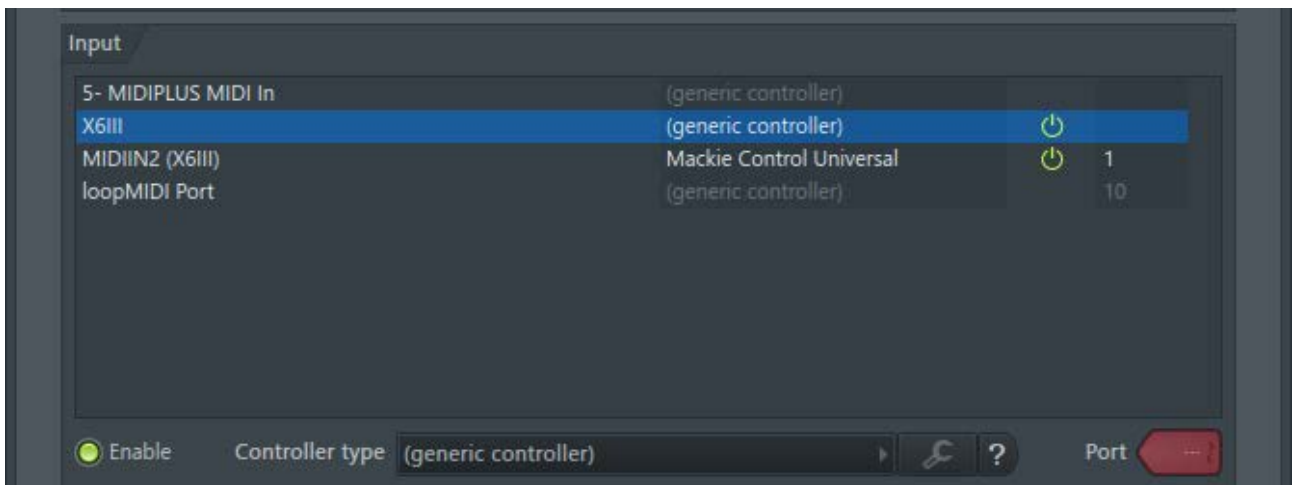 Input
5- MIDIPLUS MIDI In (generic controller)
X6III (generic controller)
MIDIIN2 (X6III) Mackie Control Universal 1
loopMIDI Port (generic controller) 10
Enable Controller type (generic controller) ? Port ---